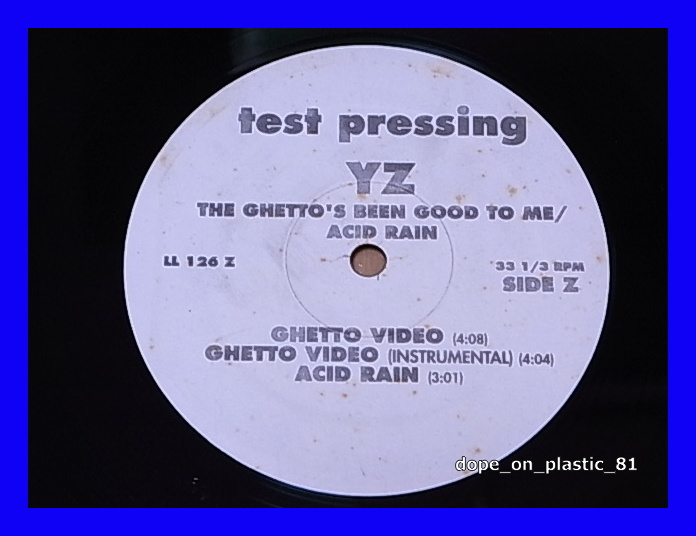 test pressing
YZ
THE GHETTO'S BEEN GOOD TO ME/
ACID RAIN
LL 126 Z
33 1/3 RPM
SIDE Z
GHETTO VIDEO (4:08)
GHETTO VIDEO (INSTRUMENTAL) (4:04)
ACID RAIN (3:01)
dope_on_plastic_81